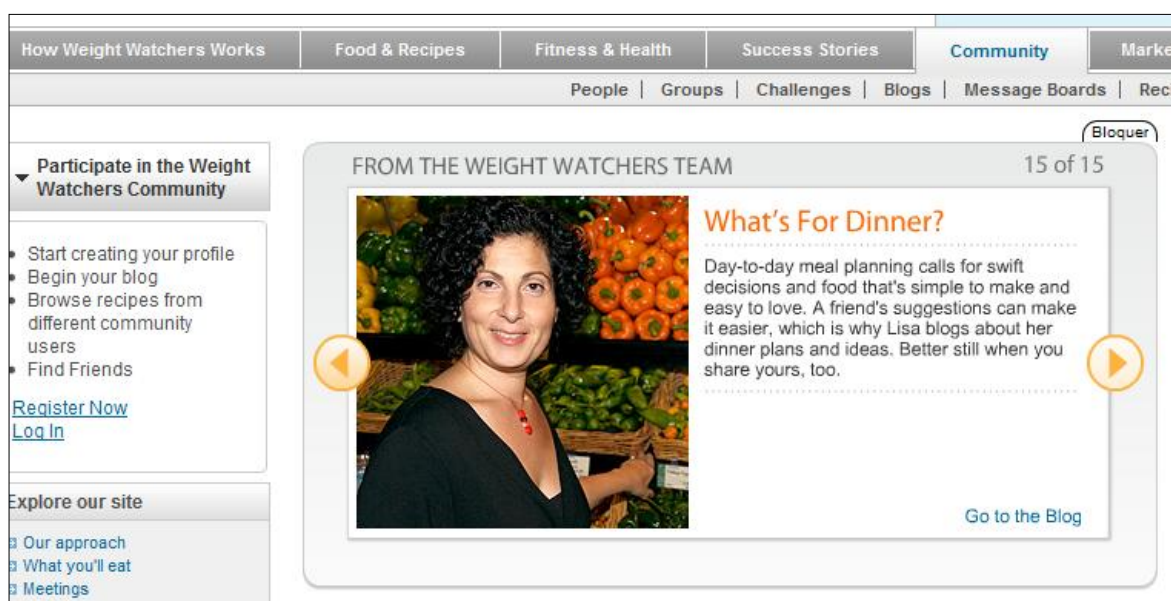 How Weight Watchers Works Food & Recipes Fitness & Health Success Stories Community Marke
People | Groups | Challenges | Blogs | Message Boards | Rec
Bloquer
Participate in the Weight
Watchers Community
Start creating your profile
Begin your blog
Browse recipes from
different community
users
Find Friends
Register Now
Log In
Explore our site
Our approach
What you'll eat
Meetings
FROM THE WEIGHT WATCHERS TEAM 15 of 15
What's For Dinner?
Day-to-day meal planning calls for swift
decisions and food that's simple to make and
easy to love. A friend's suggestions can make
it easier, which is why Lisa blogs about her
dinner plans and ideas. Better still when you
share yours, too.
Go to the Blog